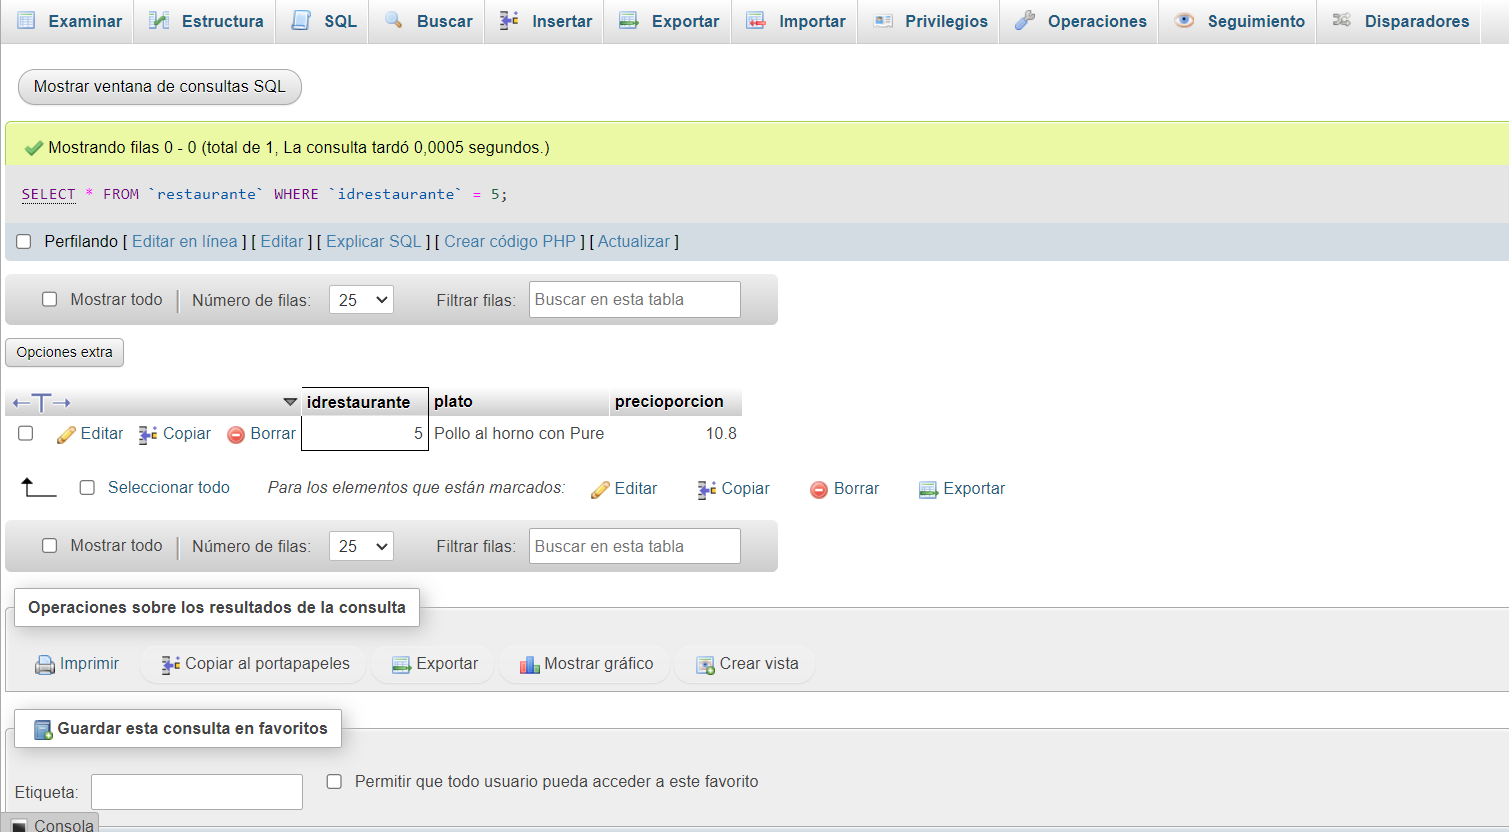 Examinar Estructura SQL Buscar Insertar Exportar Importar Privilegios Operaciones Seguimiento Disparadores
Mostrar ventana de consultas SQL
Mostrando filas 0 - 0 (total de 1, La consulta tardó 0,0005 segundos.)
SELECT * FROM `restaurante` WHERE `idrestaurante` = 5;
Perfilando [ Editar en línea ] [ Editar ] [ Explicar SQL ] [ Crear código PHP ] [ Actualizar ]
Mostrar todo Número de filas: 25 Filtrar filas: Buscar en esta tabla
Opciones extra
idrestaurante plato precioporcion
Editar Copiar Borrar 5 Pollo al horno con Pure 10.8
Seleccionar todo Para los elementos que están marcados: Editar Copiar Borrar Exportar
Mostrar todo Número de filas: 25 Filtrar filas: Buscar en esta tabla
Operaciones sobre los resultados de la consulta
Imprimir Copiar al portapapeles Exportar Mostrar gráfico Crear vista
Guardar esta consulta en favoritos
Etiqueta: Permitir que todo usuario pueda acceder a este favorito
Consola